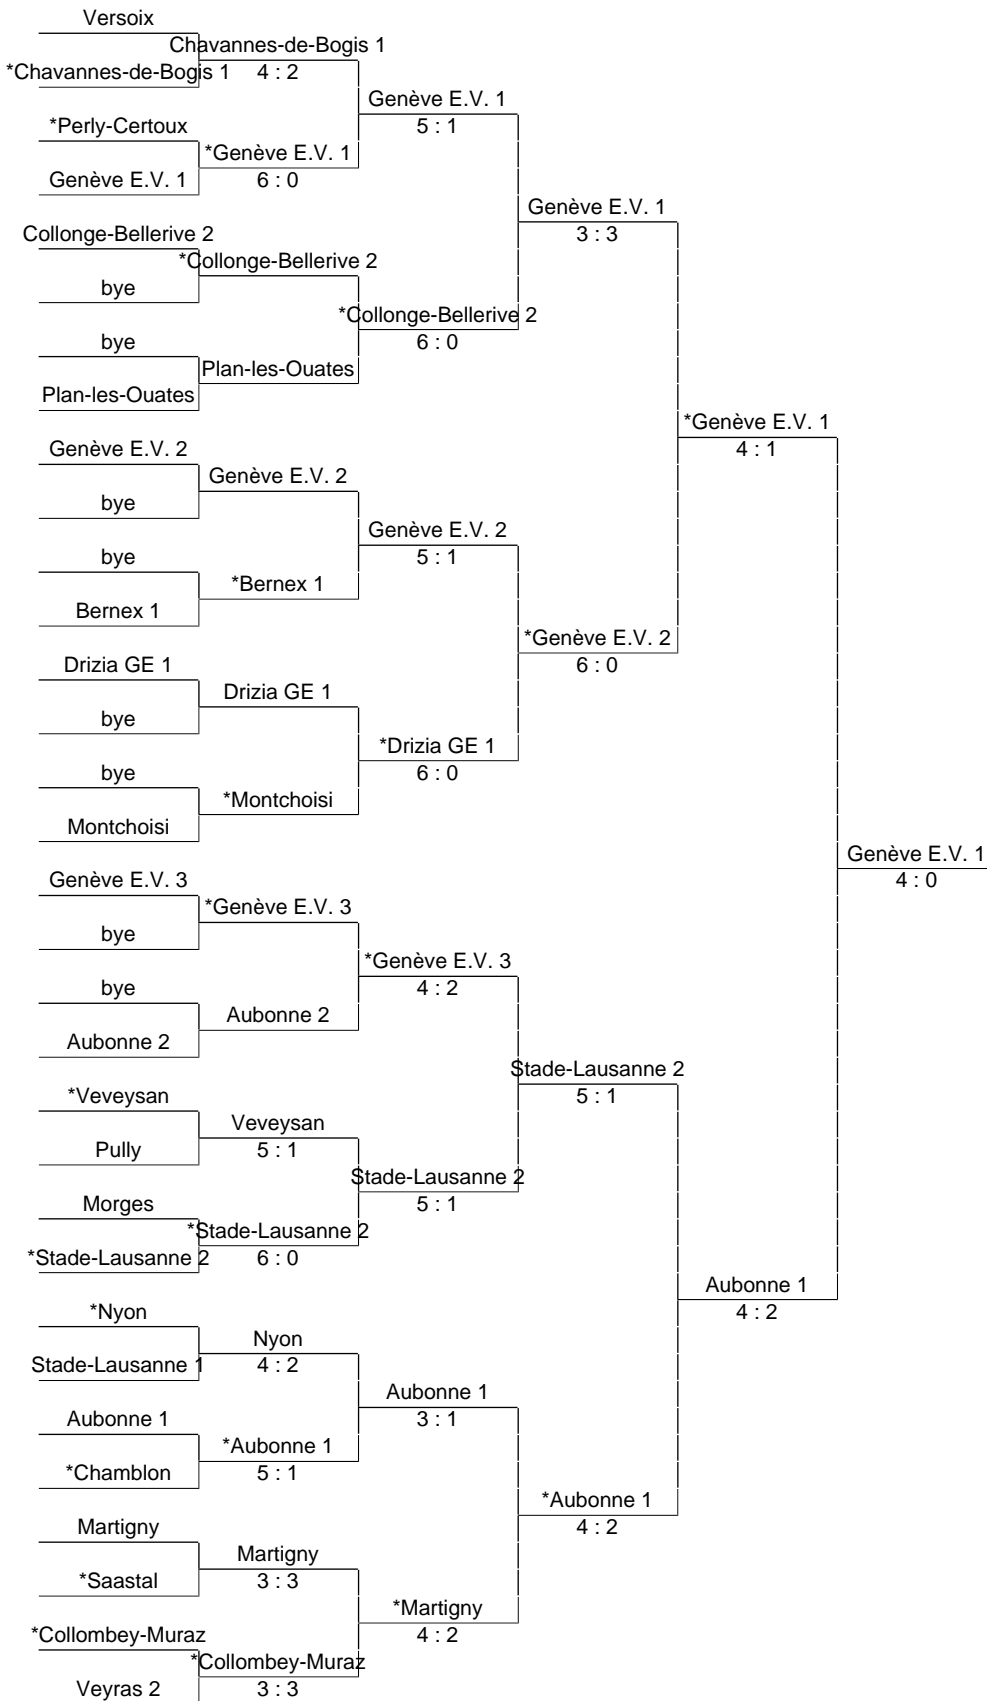 Versoix
Chavannes-de-Bogis 1
*Chavannes-de-Bogis 1
4 : 2
Genève E.V. 1
5 : 1
*Perly-Certoux
*Genève E.V. 1
Genève E.V. 1
6 : 0
Genève E.V. 1
3 : 3
Collonge-Bellerive 2
*Collonge-Bellerive 2
bye
*Collonge-Bellerive 2
6 : 0
bye
Plan-les-Ouates
Plan-les-Ouates
*Genève E.V. 1
4 : 1
Genève E.V. 2
Genève E.V. 2
bye
Genève E.V. 2
5 : 1
bye
*Bernex 1
Bernex 1
*Genève E.V. 2
6 : 0
Drizia GE 1
Drizia GE 1
bye
*Drizia GE 1
6 : 0
bye
*Montchoisi
Montchoisi
Genève E.V. 1
4 : 0
Genève E.V. 3
*Genève E.V. 3
bye
*Genève E.V. 3
4 : 2
bye
Aubonne 2
Aubonne 2
Stade-Lausanne 2
5 : 1
*Veveysan
Veveysan
Pully
5 : 1
Stade-Lausanne 2
5 : 1
Morges
*Stade-Lausanne 2
*Stade-Lausanne 2
6 : 0
Aubonne 1
4 : 2
*Nyon
Nyon
Stade-Lausanne 1
4 : 2
Aubonne 1
3 : 1
Aubonne 1
*Aubonne 1
*Chamblon
5 : 1
*Aubonne 1
4 : 2
Martigny
Martigny
*Saastal
3 : 3
*Martigny
4 : 2
*Collombey-Muraz
*Collombey-Muraz
Veyras 2
3 : 3